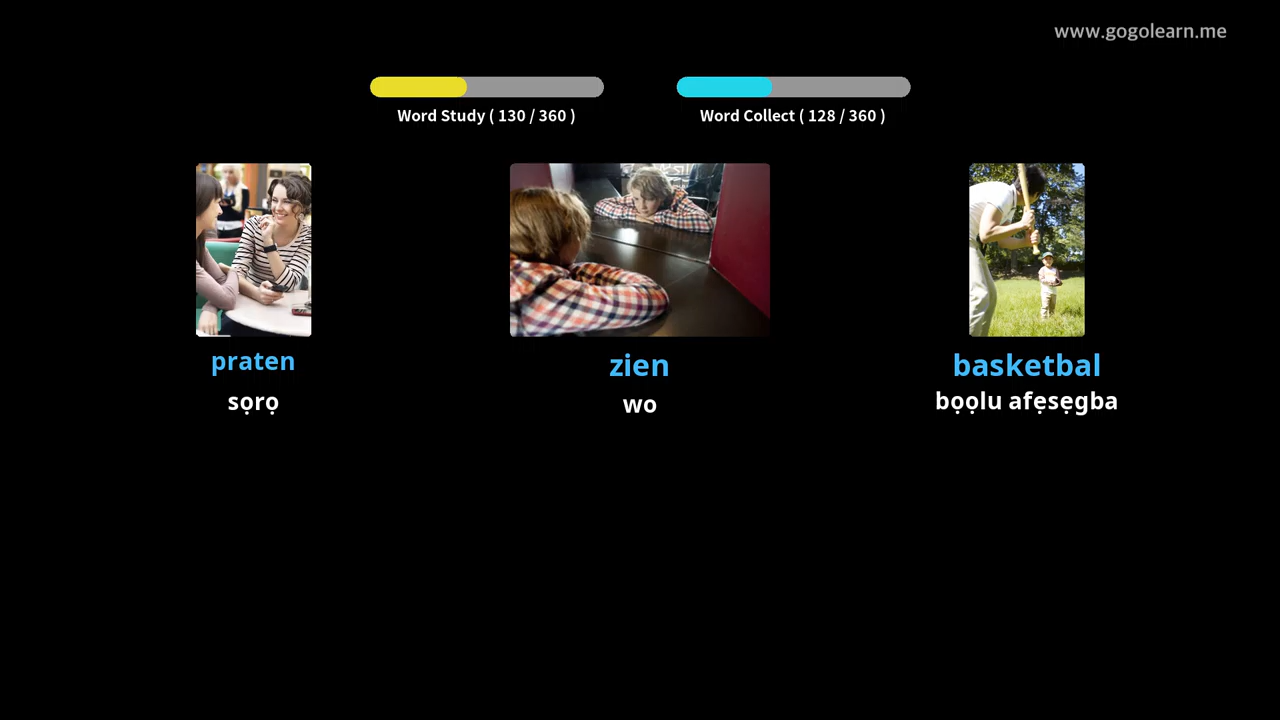 www.gogolearn.me
Word Study ( 130 / 360 )
Word Collect ( 128 / 360 )
praten
sọrọ
zien
wo
basketbal
bọọlu afẹsẹgba